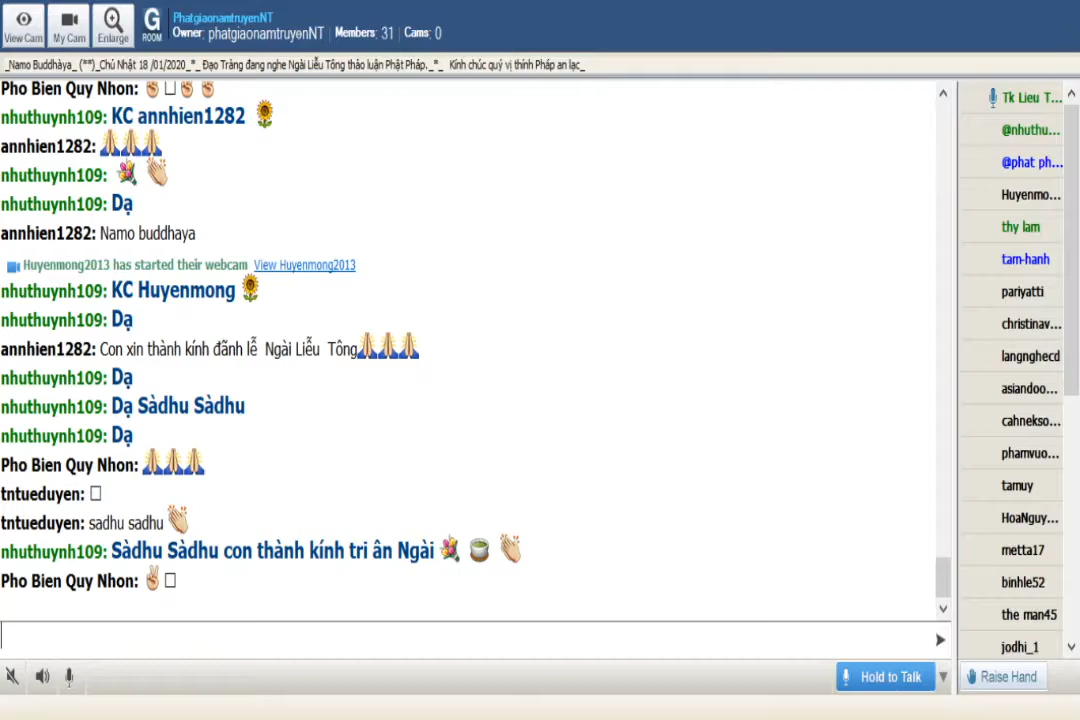 View Cam
My Cam
Enlarge
G
ROOM
PhatgiaonamtruyenNT
Owner: phatgiaonamtruyenNT | Members: 31 | Cams: 0
_Namo Buddhàya_ (**)_Chủ Nhật 18 /01/2020_*_ Đạo Tràng đang nghe Ngài Liễu Tông thảo luận Phật Pháp._*_ Kính chúc quý vị thính Pháp an lạc_
Pho Bien Quy Nhon: ✌🏼□✌🏼✌🏼
nhuthuynh109: KC annhien1282 🌻
annhien1282: 🙏🙏🙏
nhuthuynh109: 💐 👏
nhuthuynh109: Dạ
annhien1282: Namo buddhaya
Huyenmong2013 has started their webcam View Huyenmong2013
nhuthuynh109: KC Huyenmong 🌻
nhuthuynh109: Dạ
annhien1282: Con xin thành kính đãnh lễ Ngài Liễu Tông🙏🙏🙏
nhuthuynh109: Dạ
nhuthuynh109: Dạ Sàdhu Sàdhu
nhuthuynh109: Dạ
Pho Bien Quy Nhon: 🙏🙏🙏
tntueduyen: □
tntueduyen: sadhu sadhu 👏
nhuthuynh109: Sàdhu Sàdhu con thành kính tri ân Ngài 💐 🍵 👏
Pho Bien Quy Nhon: ✌🏼□
Tk Lieu T...
@nhuthu...
@phat ph...
Huyenmo...
thy lam
tam-hanh
pariyatti
christinav...
langnghecd
asiandoo...
cahnekso...
phamvuo...
tamuy
HoaNguy...
metta17
binhle52
the man45
jodhi_1
Hold to Talk
Raise Hand